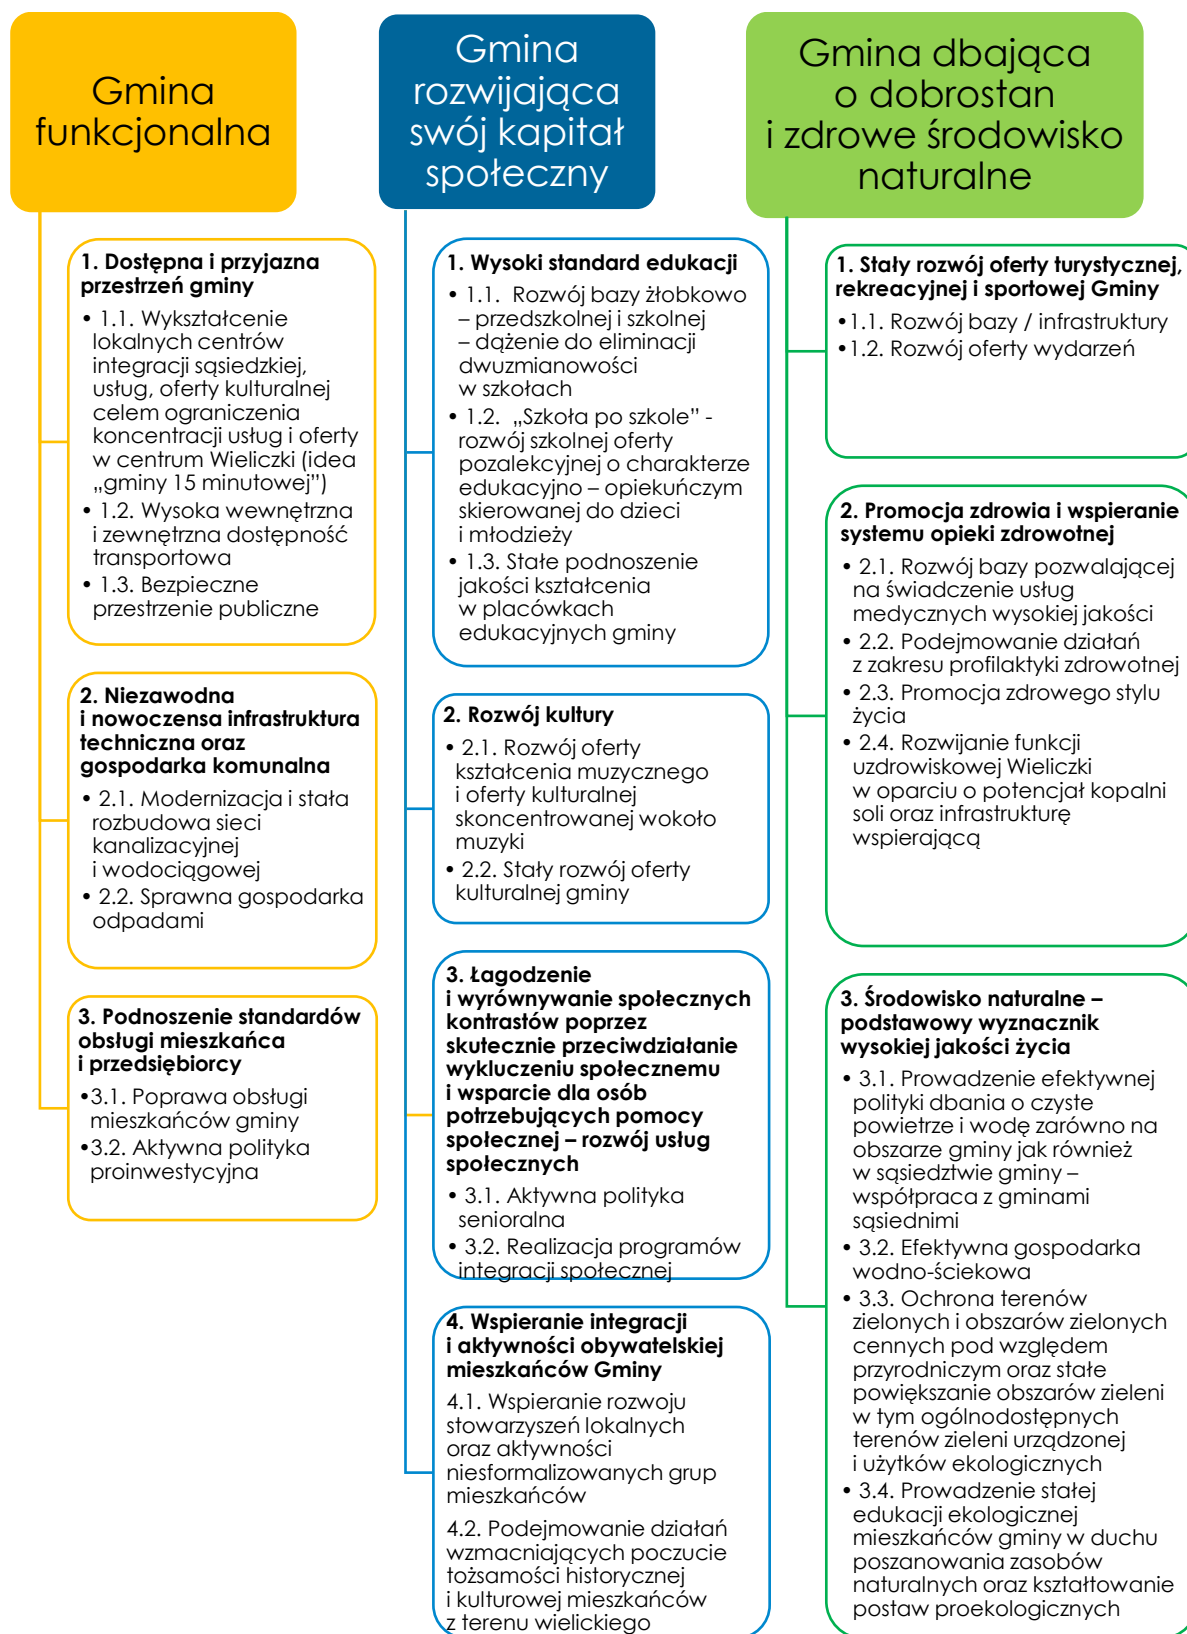 Gmina
funkcjonalna
1. Dostępna i przyjazna
przestrzeń gminy
• 1.1. Wykształcenie
lokalnych centrów
integracji sąsiedzkiej,
usług, oferty kulturalnej
celem ograniczenia
koncentracji usług i oferty
w centrum Wieliczki (idea
„gminy 15 minutowej”)
• 1.2. Wysoka wewnętrzna
i zewnętrzna dostępność
transportowa
• 1.3. Bezpieczne
przestrzenie publiczne
2. Niezawodna
i nowoczensa infrastruktura
techniczna oraz
gospodarka komunalna
• 2.1. Modernizacja i stała
rozbudowa sieci
kanalizacyjnej
i wodociągowej
• 2.2. Sprawna gospodarka
odpadami
3. Podnoszenie standardów
obsługi mieszkańca
i przedsiębiorcy
•3.1. Poprawa obsługi
mieszkańców gminy
•3.2. Aktywna polityka
proinwestycyjna
Gmina
rozwijająca
swój kapitał
społeczny
1. Wysoki standard edukacji
• 1.1. Rozwój bazy żłobkowo
– przedszkolnej i szkolnej
– dążenie do eliminacji
dwuzmianowości
w szkołach
• 1.2. „Szkoła po szkole” -
rozwój szkolnej oferty
pozalekcyjnej o charakterze
edukacyjno – opiekuńczym
skierowanej do dzieci
i młodzieży
• 1.3. Stałe podnoszenie
jakości kształcenia
w placówkach
edukacyjnych gminy
2. Rozwój kultury
• 2.1. Rozwój oferty
kształcenia muzycznego
i oferty kulturalnej
skoncentrowanej wokoło
muzyki
• 2.2. Stały rozwój oferty
kulturalnej gminy
3. Łagodzenie
i wyrównywanie społecznych
kontrastów poprzez
skutecznie przeciwdziałanie
wykluczeniu społecznemu
i wsparcie dla osób
potrzebujących pomocy
społecznej – rozwój usług
społecznych
• 3.1. Aktywna polityka
senioralna
• 3.2. Realizacja programów
integracji społecznej
4. Wspieranie integracji
i aktywności obywatelskiej
mieszkańców Gminy
4.1. Wspieranie rozwoju
stowarzyszeń lokalnych
oraz aktywności
niesformalizowanych grup
mieszkańców
4.2. Podejmowanie działań
wzmacniających poczucie
tożsamości historycznej
i kulturowej mieszkańców
z terenu wielickiego
Gmina dbająca
o dobrostan
i zdrowe środowisko
naturalne
1. Stały rozwój oferty turystycznej,
rekreacyjnej i sportowej Gminy
•1.1. Rozwój bazy / infrastruktury
•1.2. Rozwój oferty wydarzeń
2. Promocja zdrowia i wspieranie
systemu opieki zdrowotnej
• 2.1. Rozwój bazy pozwalającej
na świadczenie usług
medycznych wysokiej jakości
• 2.2. Podejmowanie działań
z zakresu profilaktyki zdrowotnej
• 2.3. Promocja zdrowego stylu
życia
• 2.4. Rozwijanie funkcji
uzdrowiskowej Wieliczki
w oparciu o potencjał kopalni
soli oraz infrastrukturę
wspierającą
3. Środowisko naturalne –
podstawowy wyznacznik
wysokiej jakości życia
• 3.1. Prowadzenie efektywnej
polityki dbania o czyste
powietrze i wodę zarówno na
obszarze gminy jak również
w sąsiedztwie gminy –
współpraca z gminami
sąsiednimi
• 3.2. Efektywna gospodarka
wodno-ściekowa
• 3.3. Ochrona terenów
zielonych i obszarów zielonych
cennych pod względem
przyrodniczym oraz stałe
powiększanie obszarów zieleni
w tym ogólnodostępnych
terenów zieleni urządzonej
i użytków ekologicznych
• 3.4. Prowadzenie stałej
edukacji ekologicznej
mieszkańców gminy w duchu
poszanowania zasobów
naturalnych oraz kształtowanie
postaw proekologicznych